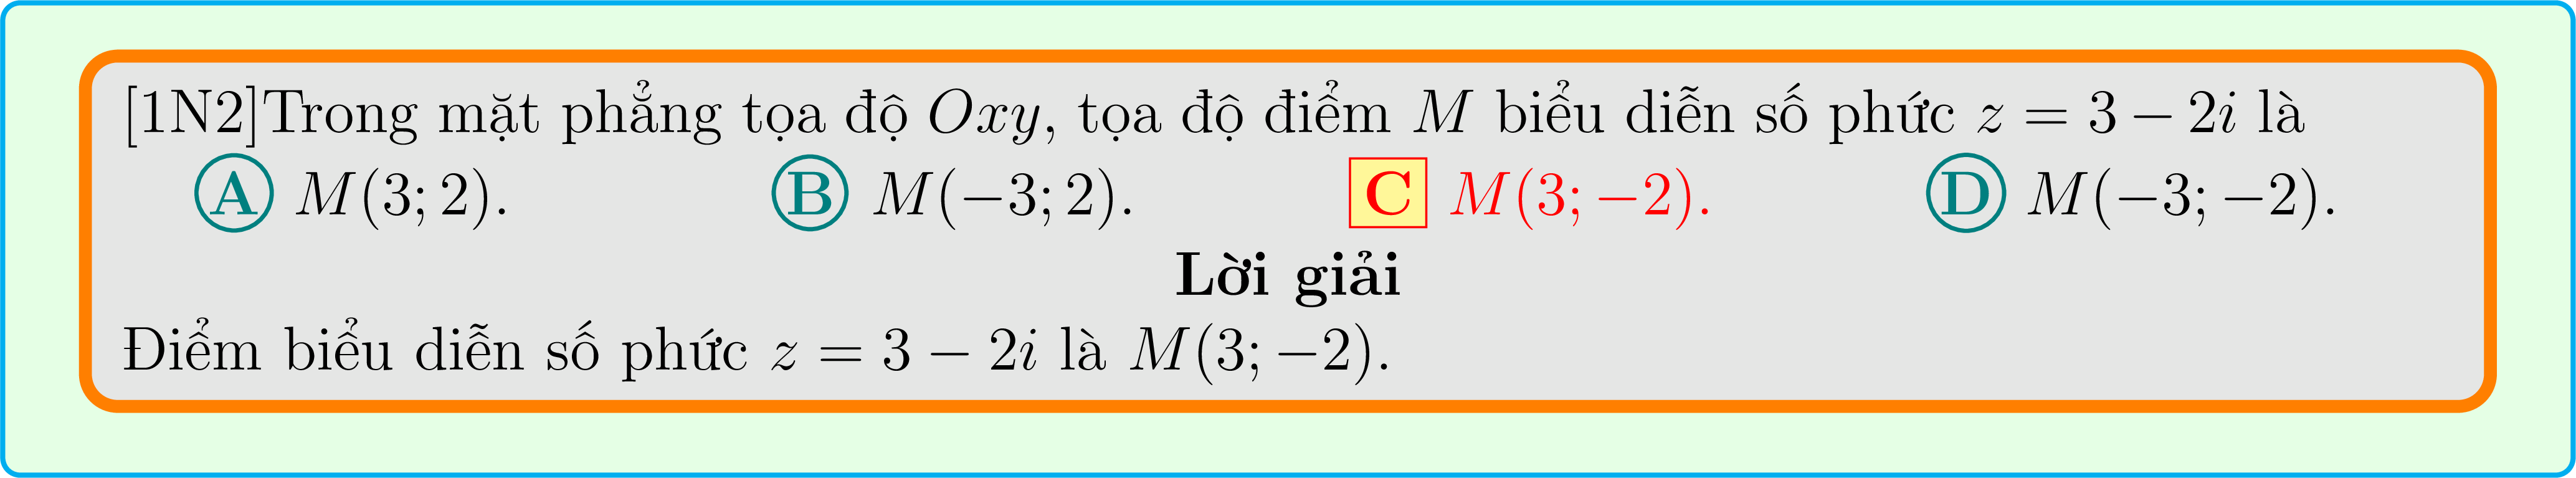 [1N2]Trong mặt phẳng tọa độ Oxy, tọa độ điểm M biểu diễn số phức z = 3 − 2i là
A M(3; 2). B M(−3; 2). C M(3; −2). D M(−3; −2).
Lời giải
Điểm biểu diễn số phức z = 3 − 2i là M(3; −2).